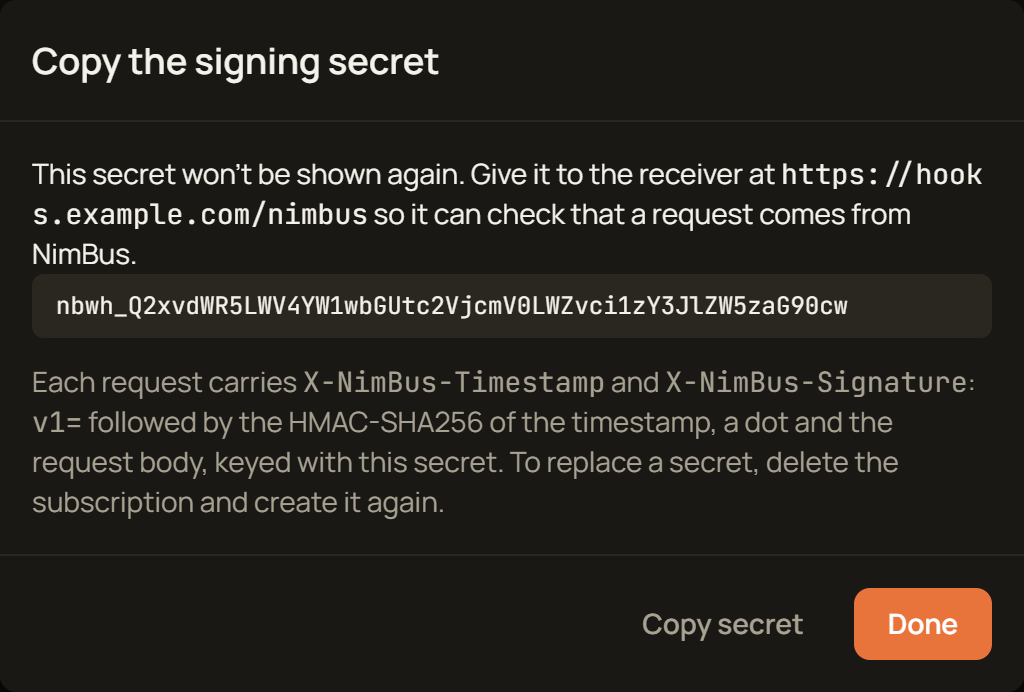 Copy the signing secret
This secret won’t be shown again. Give it to the receiver at https://hook
s.example.com/nimbus so it can check that a request comes from
NimBus.
nbwh_Q2xvdWR5LWV4YW1wbGUtc2VjcmV0LWZvci1zY3JlZW5zaG90cw
Each request carries X-NimBus-Timestamp and X-NimBus-Signature:
v1= followed by the HMAC-SHA256 of the timestamp, a dot and the
request body, keyed with this secret. To replace a secret, delete the
subscription and create it again.
Copy secret
Done